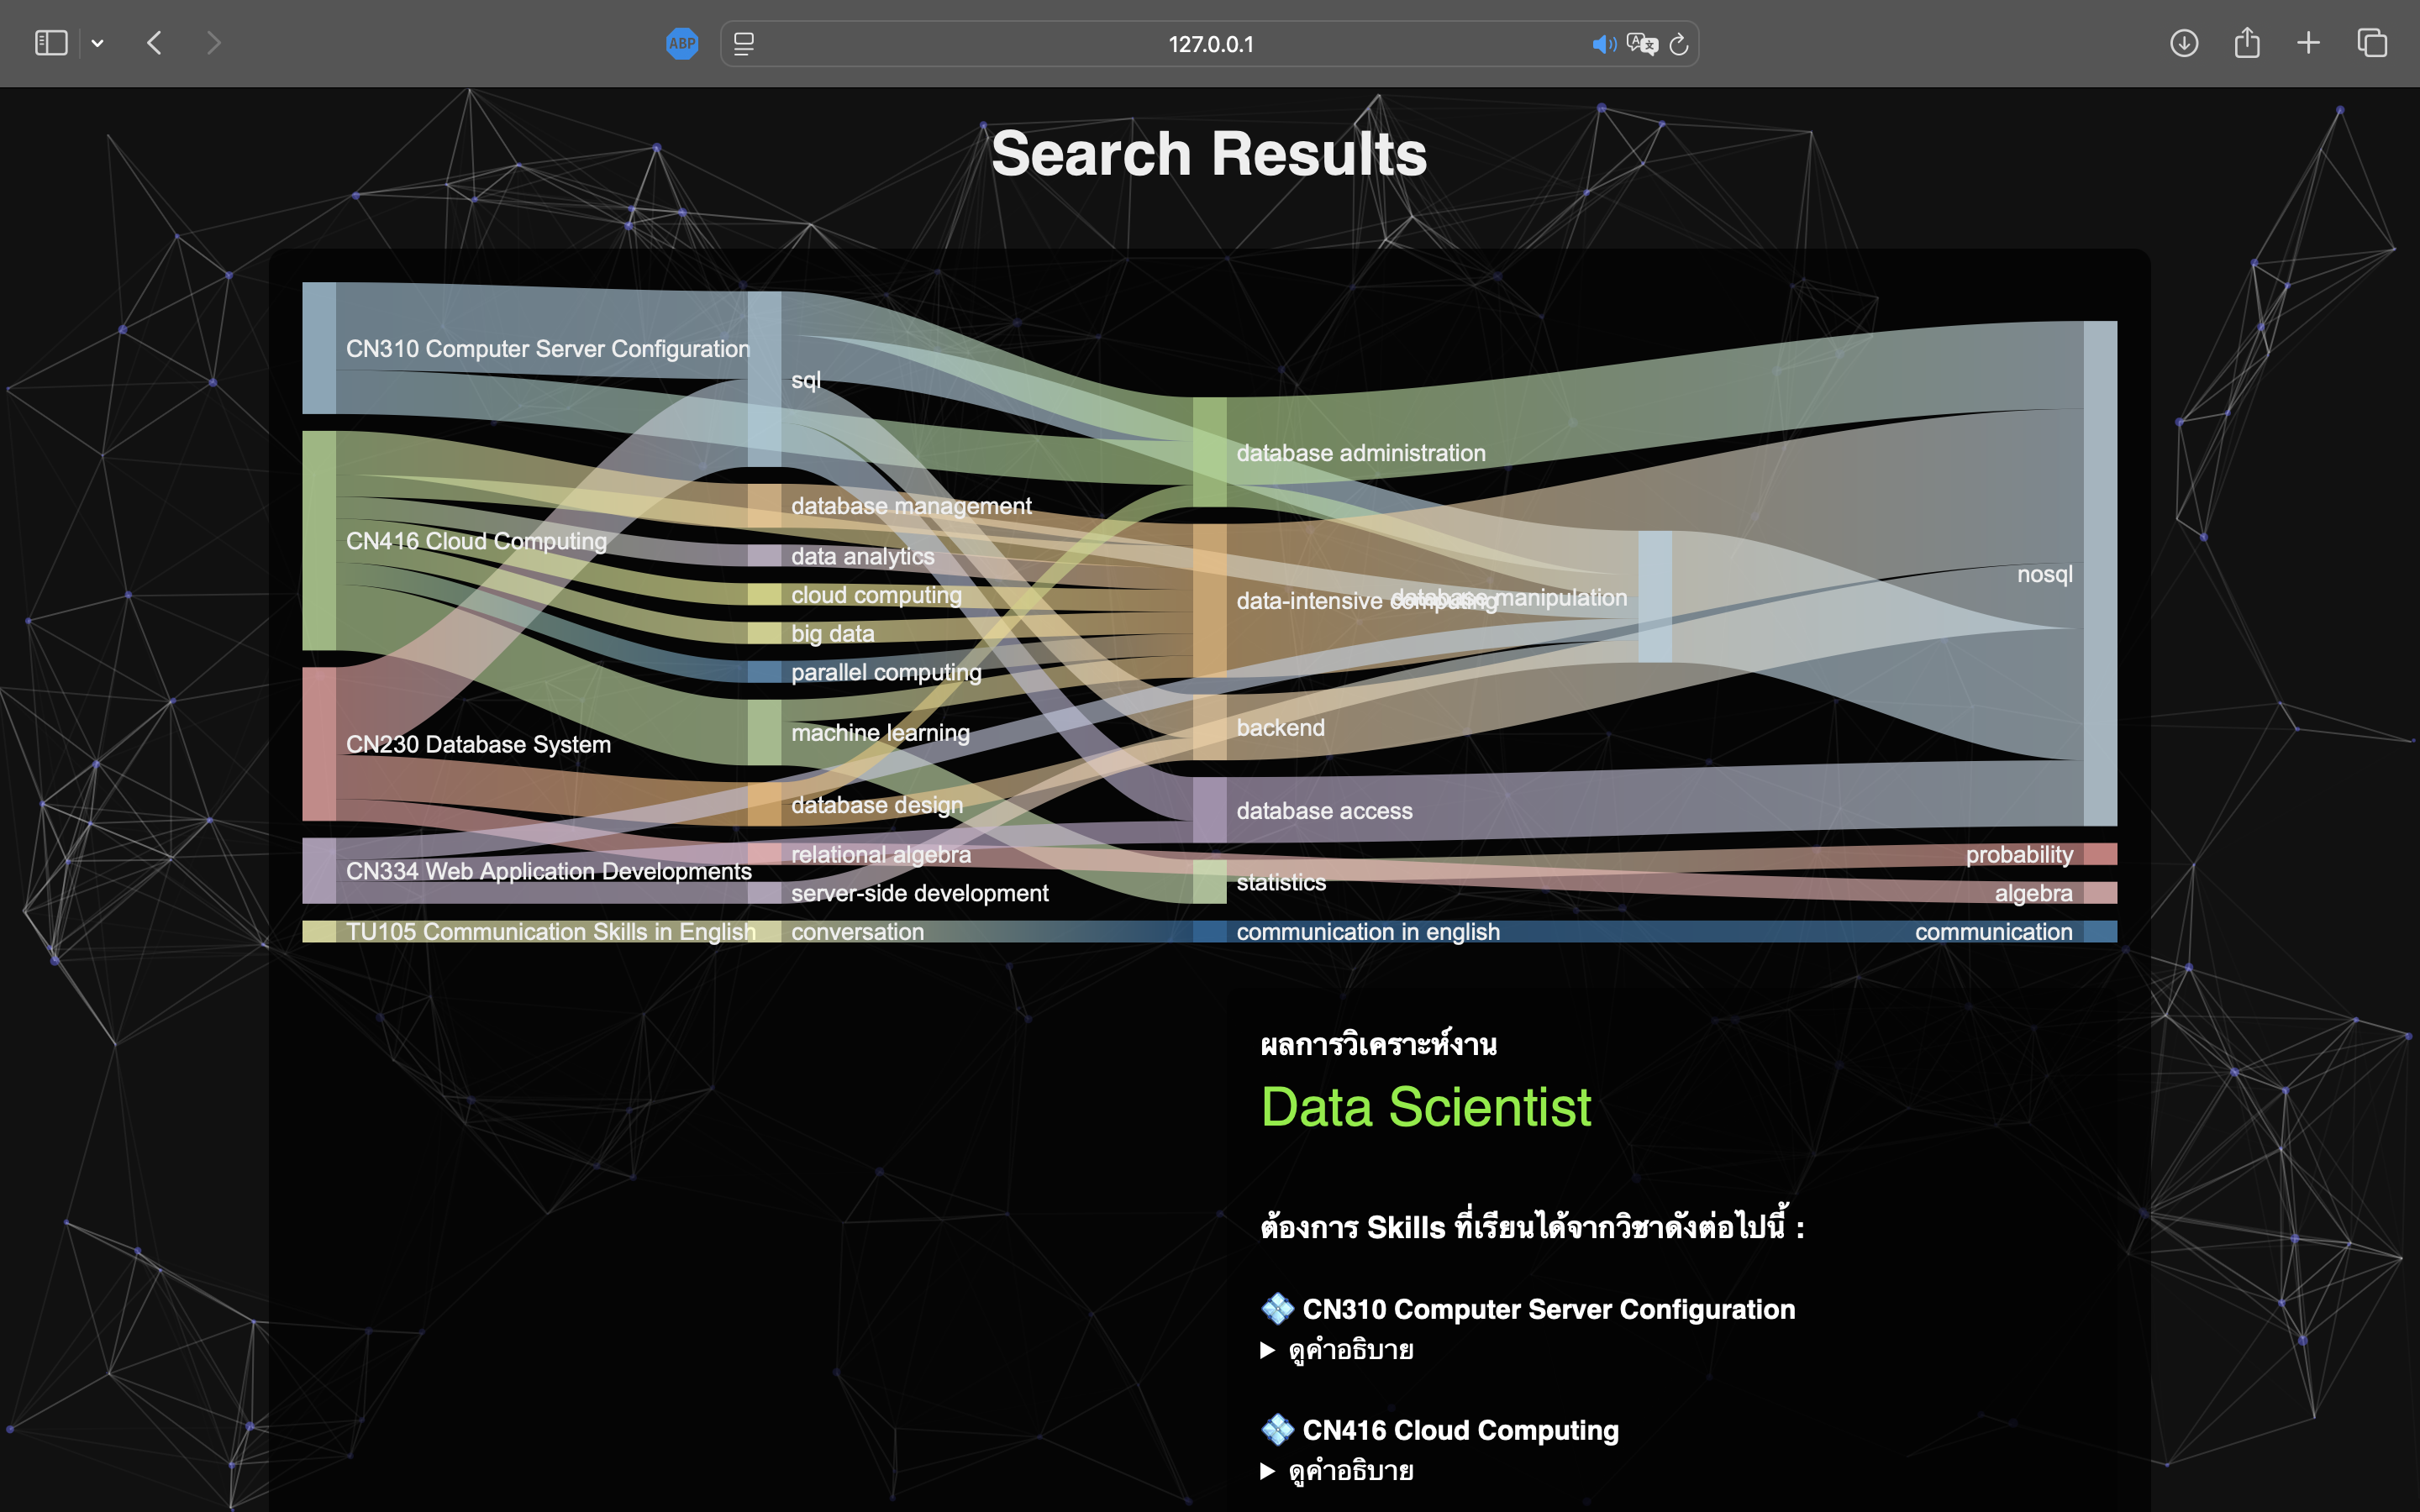 ABP
127.0.0.1
Search Results
CN310 Computer Server Configuration
CN416 Cloud Computing
CN230 Database System
CN334 Web Application Developments
TU105 Communication Skills in English
sql
database management
data analytics
cloud computing
big data
parallel computing
machine learning
database design
relational algebra
server-side development
conversation
database administration
data-intensive computing
backend
database access
statistics
communication in english
database manipulation
nosql
probability
algebra
communication
ผลการวิเคราะห์งาน
Data Scientist
ต้องการ Skills ที่เรียนได้จากวิชาดังต่อไปนี้ :
CN310 Computer Server Configuration
ดูคำอธิบาย
CN416 Cloud Computing
ดูคำอธิบาย